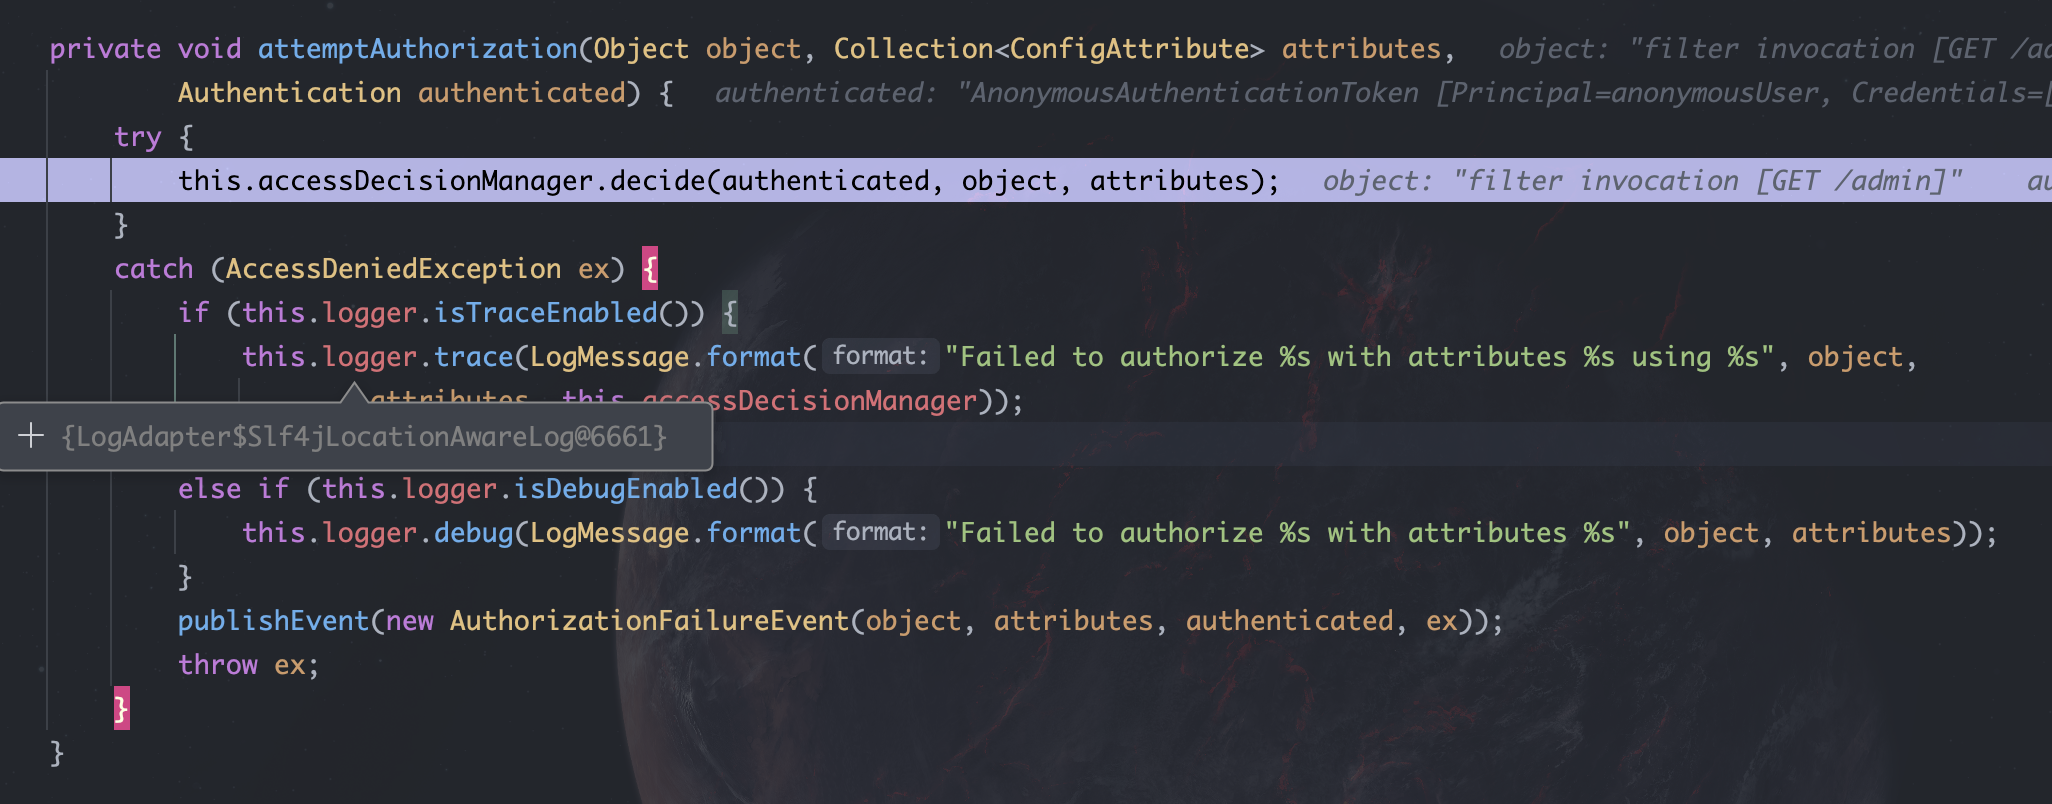 private void attemptAuthorization(Object object, Collection<ConfigAttribute> attributes, object: "filter invocation [GET /ad
Authentication authenticated) { authenticated: "AnonymousAuthenticationToken [Principal=anonymousUser, Credentials=[
try {
this.accessDecisionManager.decide(authenticated, object, attributes); object: "filter invocation [GET /admin]" au
}
catch (AccessDeniedException ex) {
if (this.logger.isTraceEnabled()) {
this.logger.trace(LogMessage.format( format: "Failed to authorize %s with attributes %s using %s", object,
attributes, this.accessDecisionManager));
+ {LogAdapter$Slf4jLocationAwareLog@6661}
else if (this.logger.isDebugEnabled()) {
this.logger.debug(LogMessage.format( format: "Failed to authorize %s with attributes %s", object, attributes));
}
publishEvent(new AuthorizationFailureEvent(object, attributes, authenticated, ex));
throw ex;
}
}